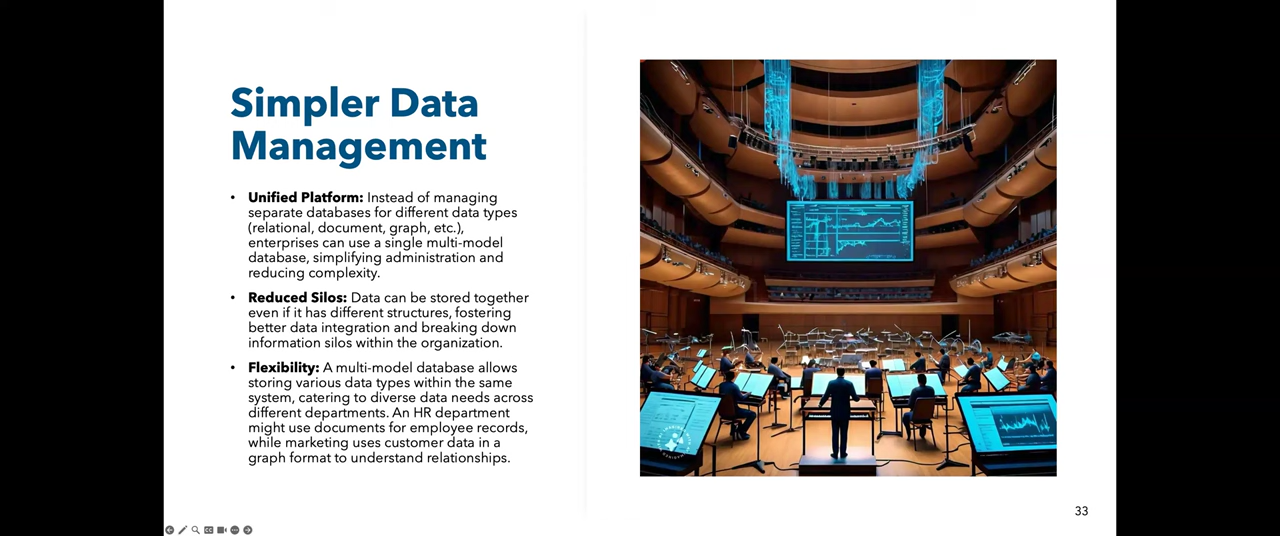 Simpler Data
Management
• Unified Platform: Instead of managing
separate databases for different data types
(relational, document, graph, etc.),
enterprises can use a single multi-model
database, simplifying administration and
reducing complexity.
• Reduced Silos: Data can be stored together
even if it has different structures, fostering
better data integration and breaking down
information silos within the organization.
• Flexibility: A multi-model database allows
storing various data types within the same
system, catering to diverse data needs across
different departments. An HR department
might use documents for employee records,
while marketing uses customer data in a
graph format to understand relationships.
33